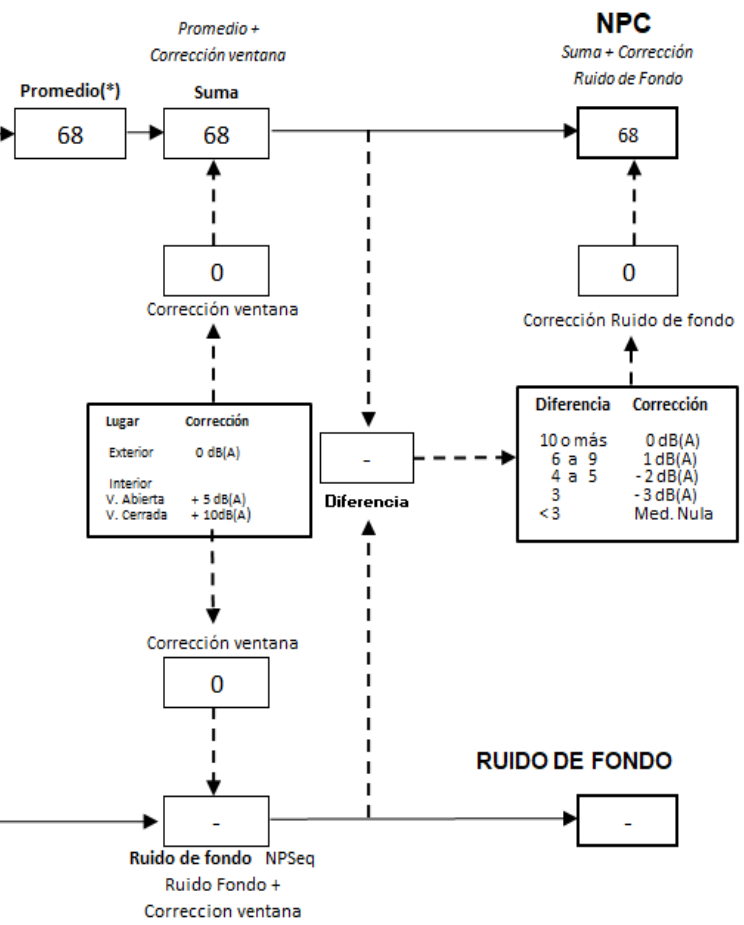 Promedio +
Corrección ventana
NPC
Suma + Corrección
Ruido de Fondo
Promedio(*)
Suma
68
68
68
0
Corrección ventana
0
Corrección Ruido de fondo
Lugar Corrección
Exterior 0 dB(A)
Interior
V. Abierta + 5 dB(A)
V. Cerrada + 10dB(A)
-
Diferencia
Diferencia Corrección
10 o más 0 dB(A)
6 a 9 1 dB(A)
4 a 5 - 2 dB(A)
3 - 3 dB(A)
< 3 Med. Nula
Corrección ventana
0
RUIDO DE FONDO
-
-
Ruido de fondo NPSeq
Ruido Fondo +
Correccion ventana